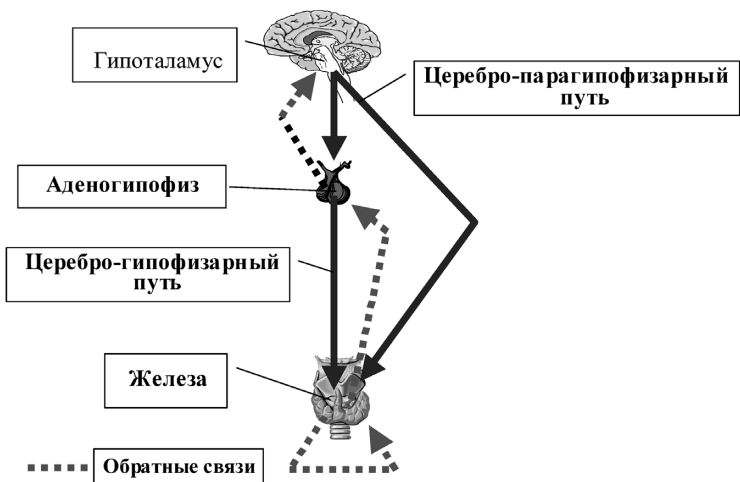 Гипоталамус
Церебро-парагипофизарный
путь
Аденогипофиз
Церебро-гипофизарный
путь
Железа
Обратные связи